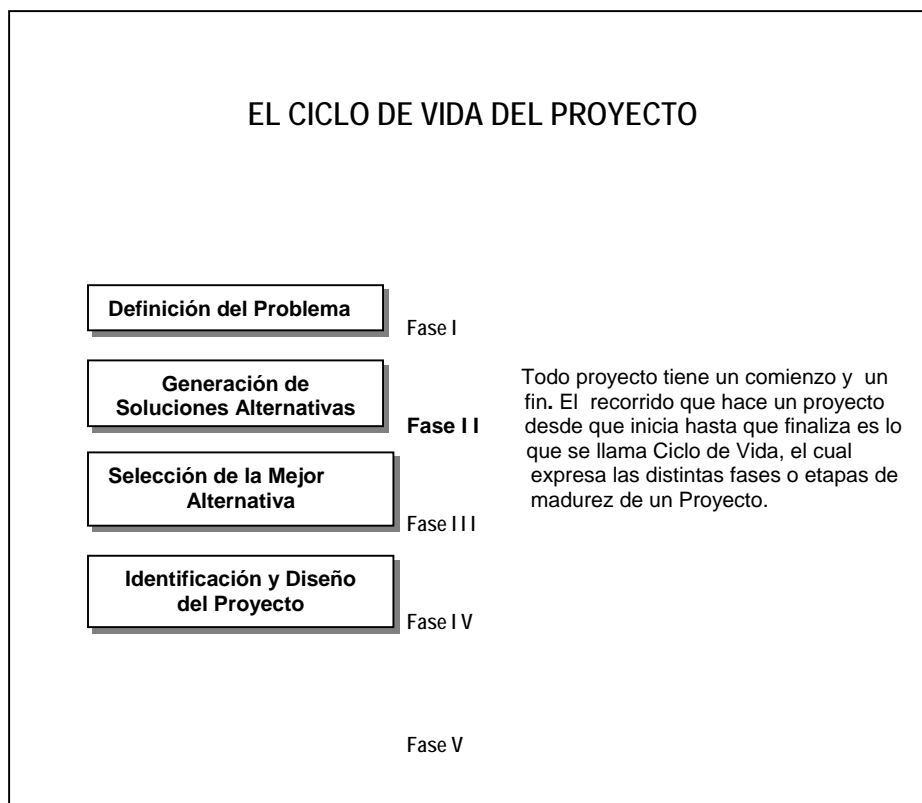 EL CICLO DE VIDA DEL PROYECTO
Definición del Problema
Fase I
Generación de
Soluciones Alternativas
Fase I I
Selección de la Mejor
Alternativa
Fase I I I
Identificación y Diseño
del Proyecto
Fase I V
Fase V
Todo proyecto tiene un comienzo y un
fin. El recorrido que hace un proyecto
desde que inicia hasta que finaliza es lo
que se llama Ciclo de Vida, el cual
expresa las distintas fases o etapas de
madurez de un Proyecto.